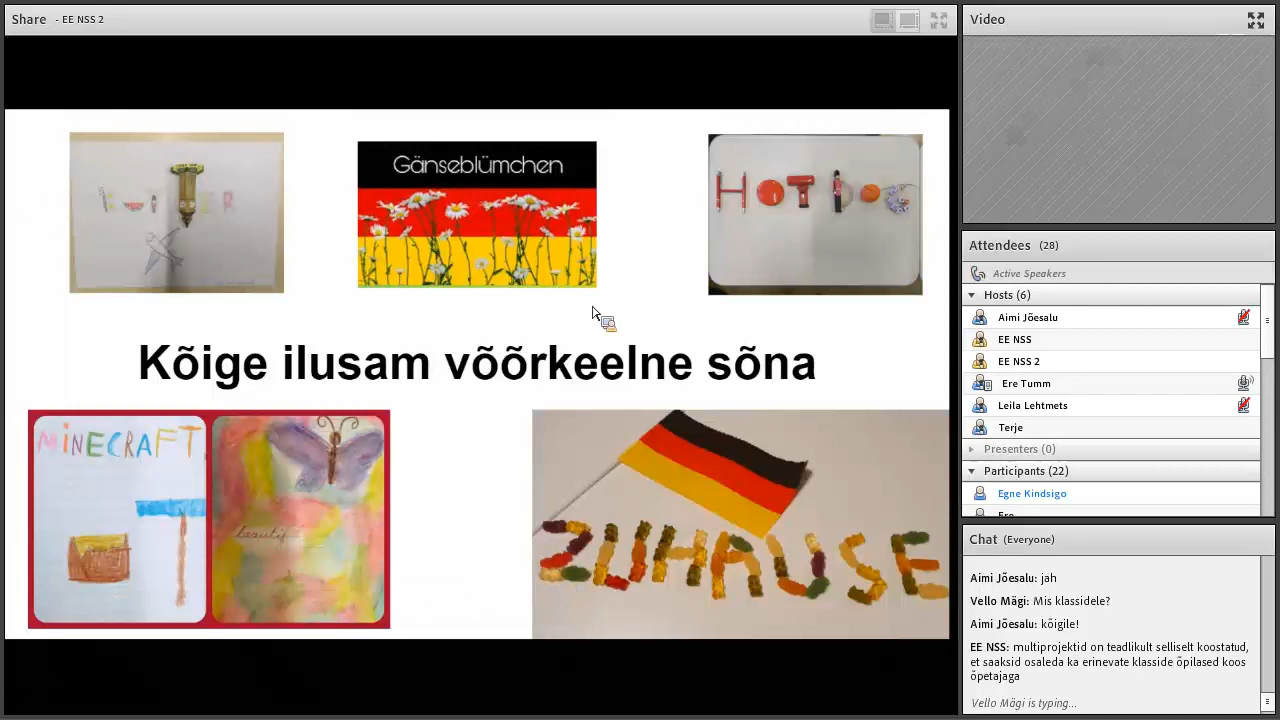 Share - EE NSS 2
Gänseblümchen
HOTDOG
Kõige ilusam võõrkeelne sõna
MINECRAFT
ZUHAUSE
Video
Attendees (28)
Active Speakers
Hosts (6)
Aimi Jõesalu
EE NSS
EE NSS 2
Ere Tumm
Leila Lehtmets
Terje
Presenters (0)
Participants (22)
Egne Kindsigo
Chat (Everyone)
Aimi Jõesalu: jah
Vello Mägi: Mis klassidele?
Aimi Jõesalu: kõigile!
EE NSS: multiprojektid on teadlikult selliselt koostatud,
et saaksid osaleda ka erinevate klasside õpilased koos
õpetajaga
Vello Mägi is typing...